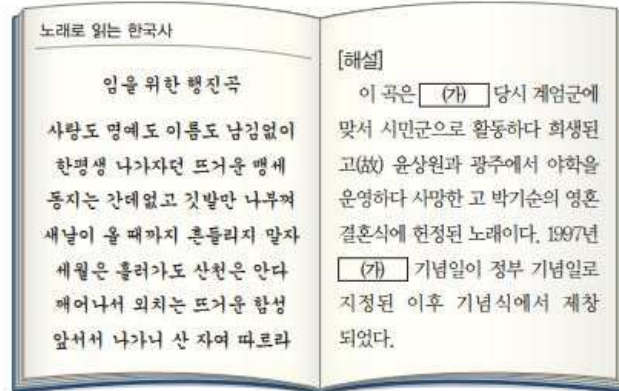 노래로 읽는 한국사
임을 위한 행진곡
사랑도 명예도 이름도 남김없이
한평생 나가자던 뜨거운 맹세
동지는 간데없고 깃발만 나부껴
새날이 올 때까지 흔들리지 말자
세월은 흘러가도 산천은 안다
깨어나서 외치는 뜨거운 함성
앞서서 나가니 산 자여 따르라
[해설]
이 곡은 (가) 당시 계엄군에
맞서 시민군으로 활동하다 희생된
고(故) 윤상원과 광주에서 야학을
운영하다 사망한 고 박기순의 영혼
결혼식에 헌정된 노래이다. 1997년
(가) 기념일이 정부 기념일로
지정된 이후 기념식에서 제창
되었다.